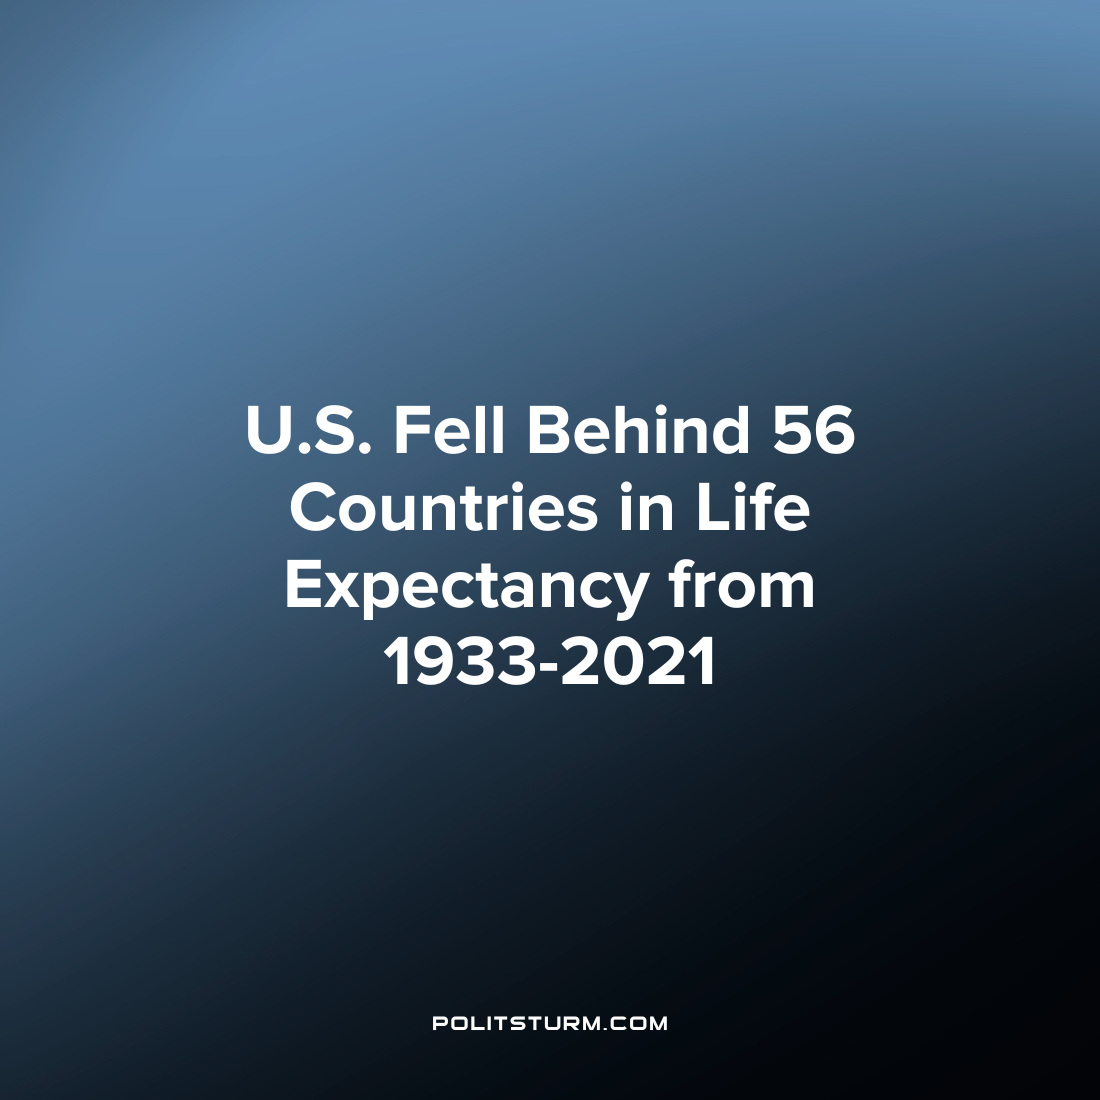 U.S. Fell Behind 56
Countries in Life
Expectancy from
1933-2021
POLITSTURM.COM